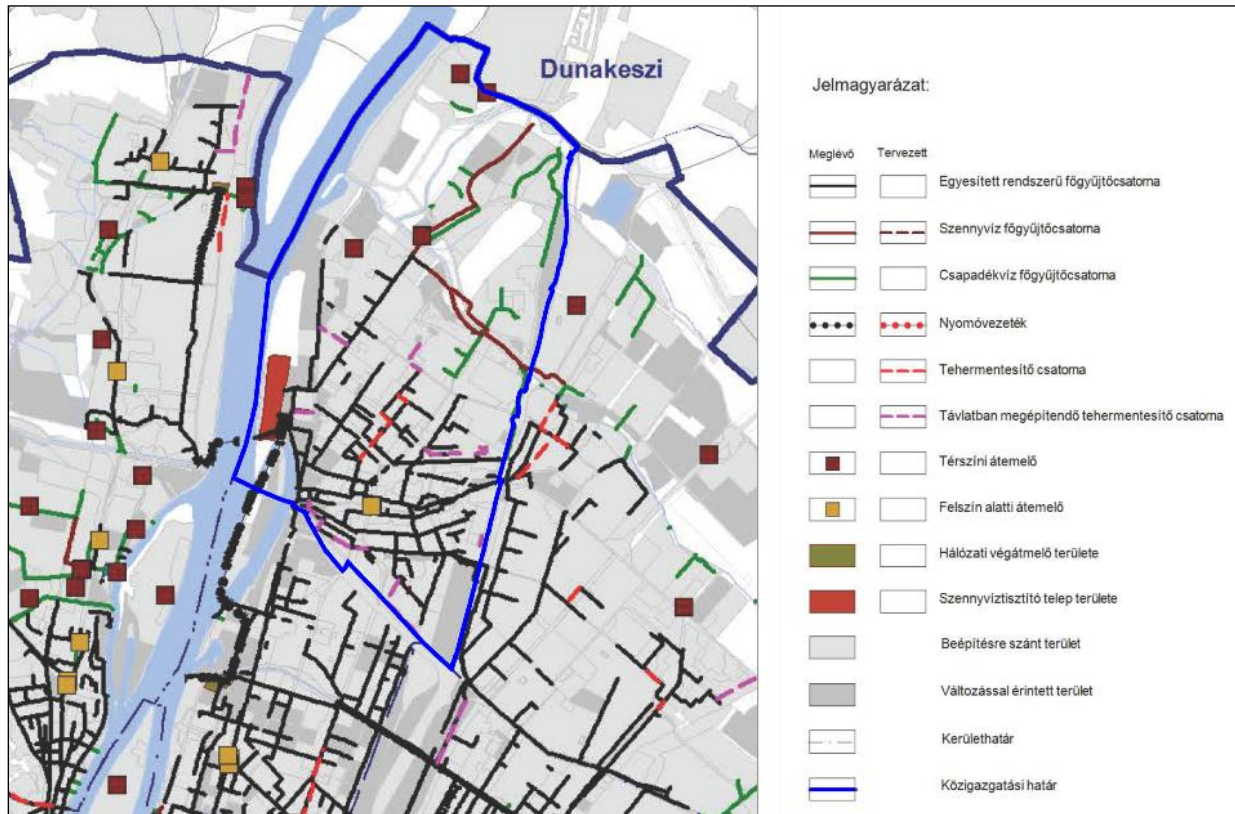 Dunakeszi
Jelmagyarázat:
Meglévő Tervezett
Egyesített rendszerű főgyűjtőcsatorna
Szennyvíz főgyűjtőcsatorna
Csapadékvíz főgyűjtőcsatorna
Nyomóvezeték
Tehermentesítő csatorna
Távlatban megépítendő tehermentesítő csatorna
Térszíni átemelő
Felszín alatti átemelő
Hálózati végátmelő területe
Szennyvíztisztító telep területe
Beépítésre szánt terület
Változással érintett terület
Kerülethatár
Közigazgatási határ